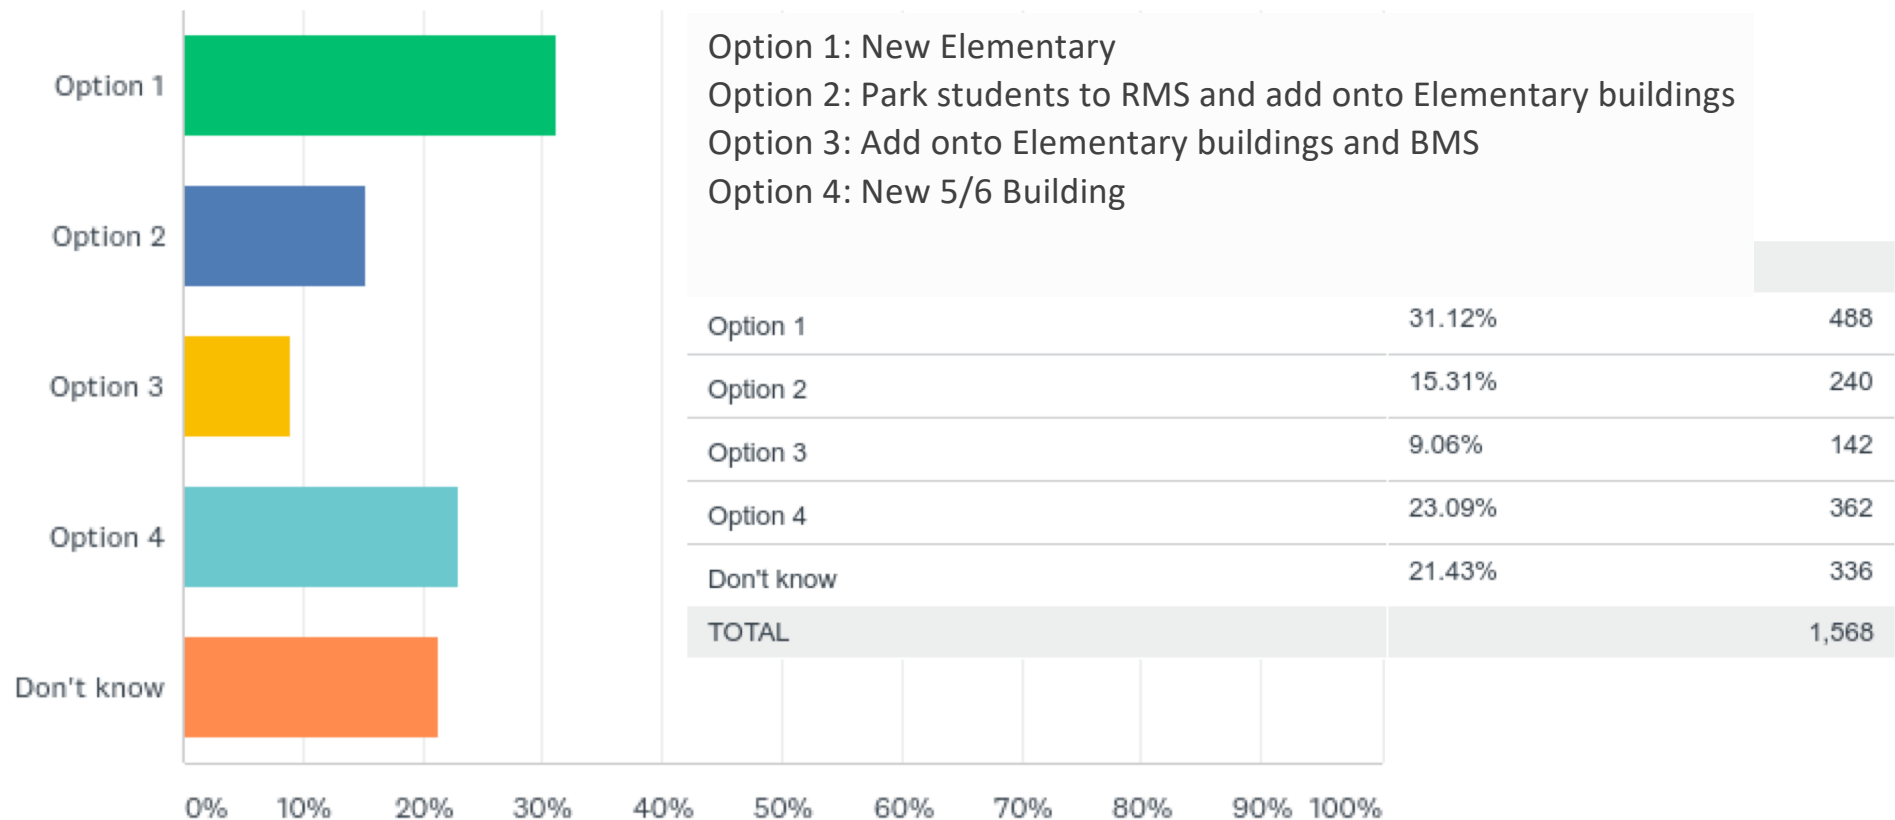 Option 1: New Elementary
Option 2: Park students to RMS and add onto Elementary buildings
Option 3: Add onto Elementary buildings and BMS
Option 4: New 5/6 Building
Option 1
Option 2
Option 3
Option 4
Don't know
0% 10% 20% 30% 40% 50% 60% 70% 80% 90% 100%
Option 1 31.12% 488
Option 2 15.31% 240
Option 3 9.06% 142
Option 4 23.09% 362
Don't know 21.43% 336
TOTAL 1,568